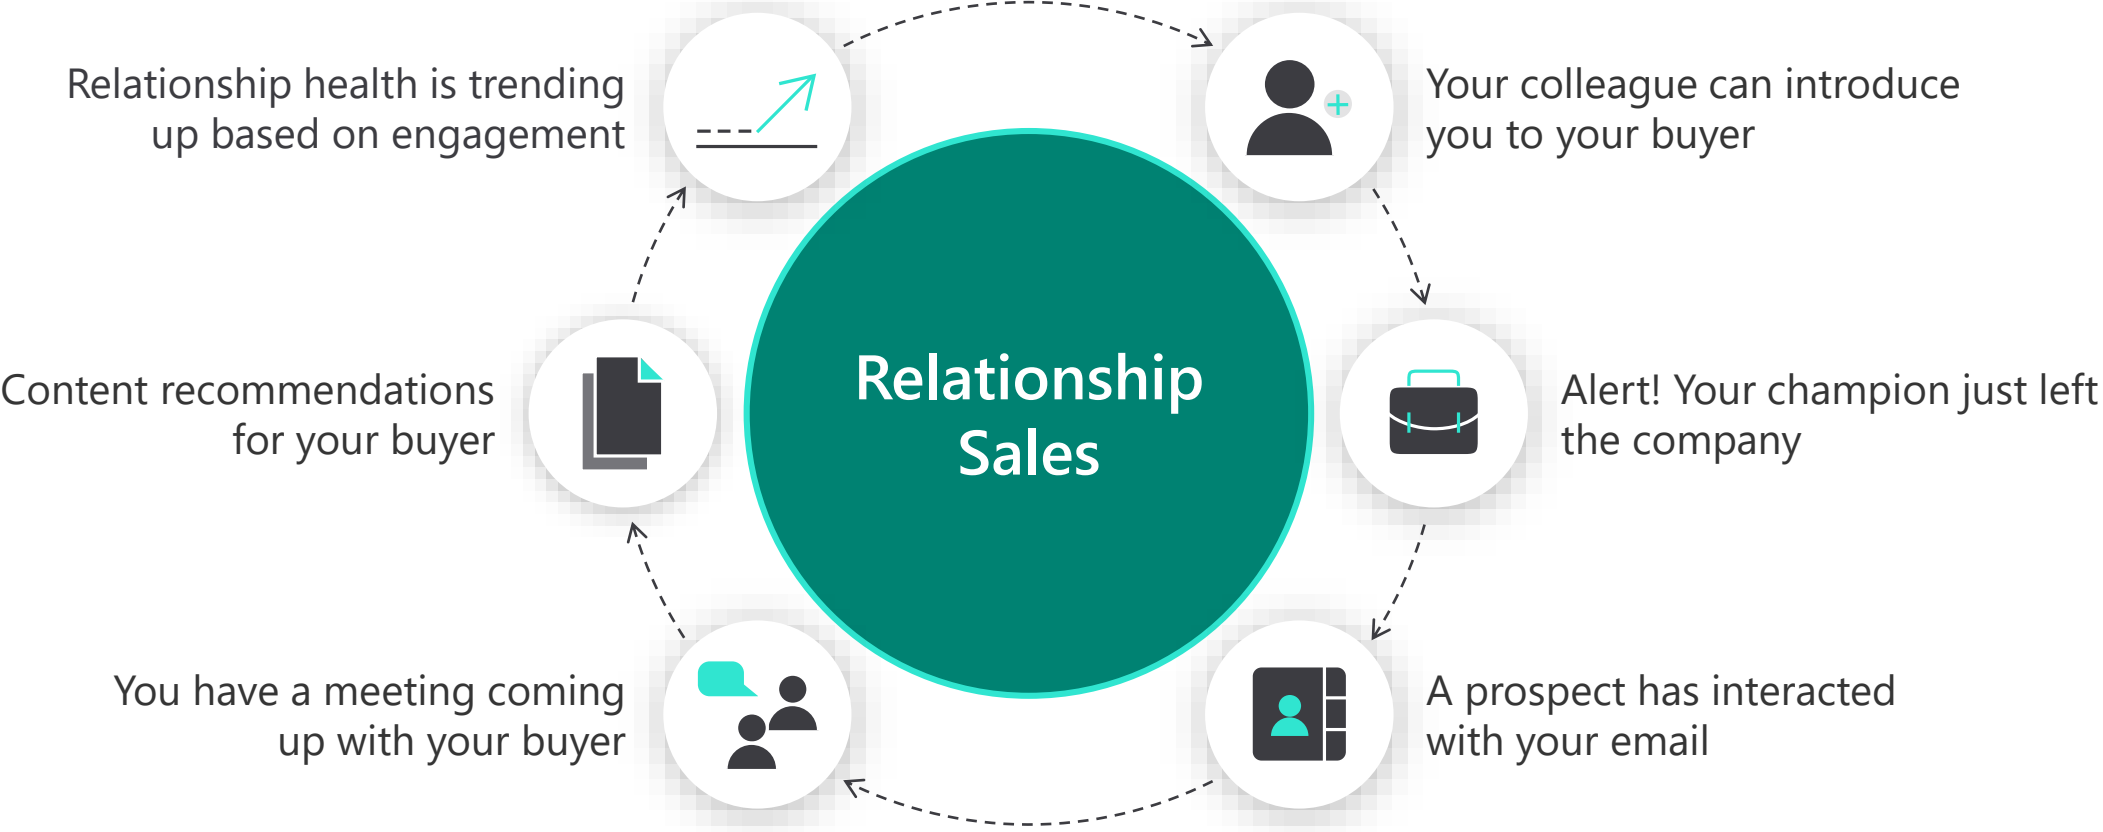 Relationship health is trending
up based on engagement
Your colleague can introduce
you to your buyer
Content recommendations
for your buyer
Relationship
Sales
Alert! Your champion just left
the company
You have a meeting coming
up with your buyer
A prospect has interacted
with your email